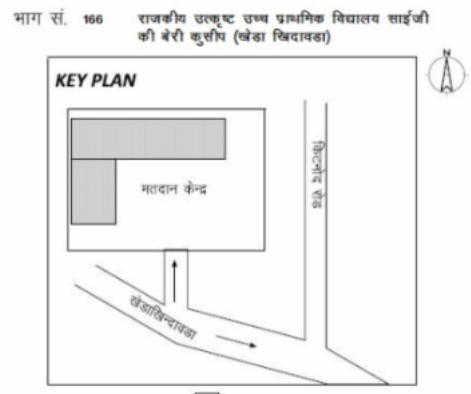 भाग सं. 166 राजकीय उत्कृष्ट उच्च प्राथमिक विद्यालय साईजी
की बेरी कुसीप (खेडा खिदावडा)
N
KEY PLAN
मतदान केन्द्र
किटनोद रोड
खेडाखिन्दावडा